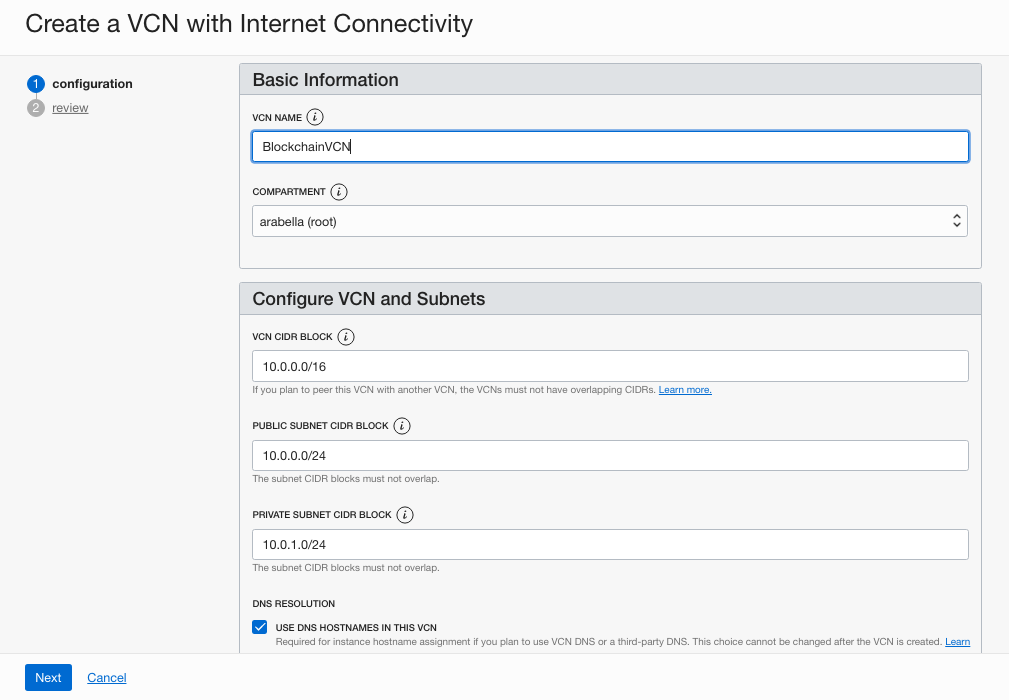 Create a VCN with Internet Connectivity
1 configuration
2 review
Basic Information
VCN NAME i
BlockchainVCN
COMPARTMENT i
arabella (root)
Configure VCN and Subnets
VCN CIDR BLOCK i
10.0.0.0/16
If you plan to peer this VCN with another VCN, the VCNs must not have overlapping CIDRs. Learn more.
PUBLIC SUBNET CIDR BLOCK i
10.0.0.0/24
The subnet CIDR blocks must not overlap.
PRIVATE SUBNET CIDR BLOCK i
10.0.1.0/24
The subnet CIDR blocks must not overlap.
DNS RESOLUTION
USE DNS HOSTNAMES IN THIS VCN
Required for instance hostname assignment if you plan to use VCN DNS or a third-party DNS. This choice cannot be changed after the VCN is created. Learn
Next Cancel